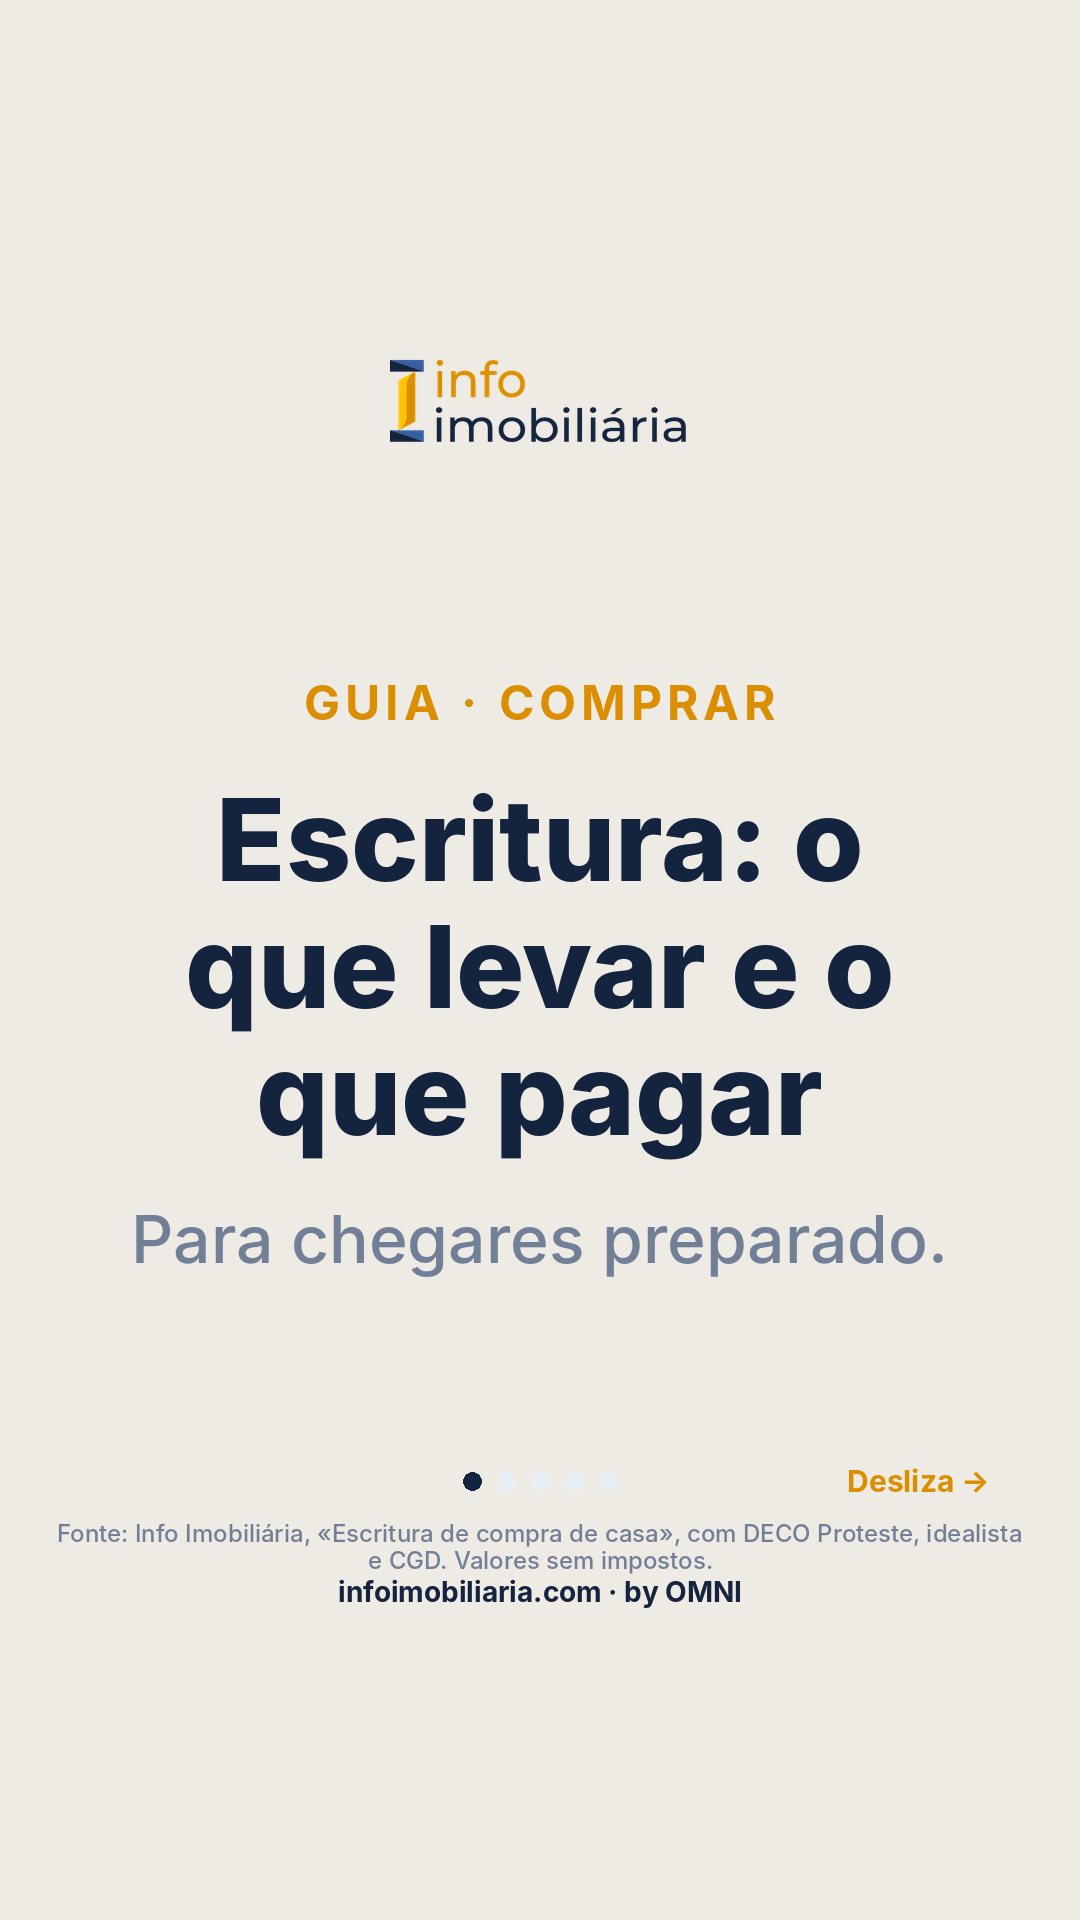 info
imobiliária
GUIA · COMPRAR
Escritura: o
que levar e o
que pagar
Para chegares preparado.
Desliza →
Fonte: Info Imobiliária, «Escritura de compra de casa», com DECO Proteste, idealista
e CGD. Valores sem impostos.
infoimobiliaria.com · by OMNI